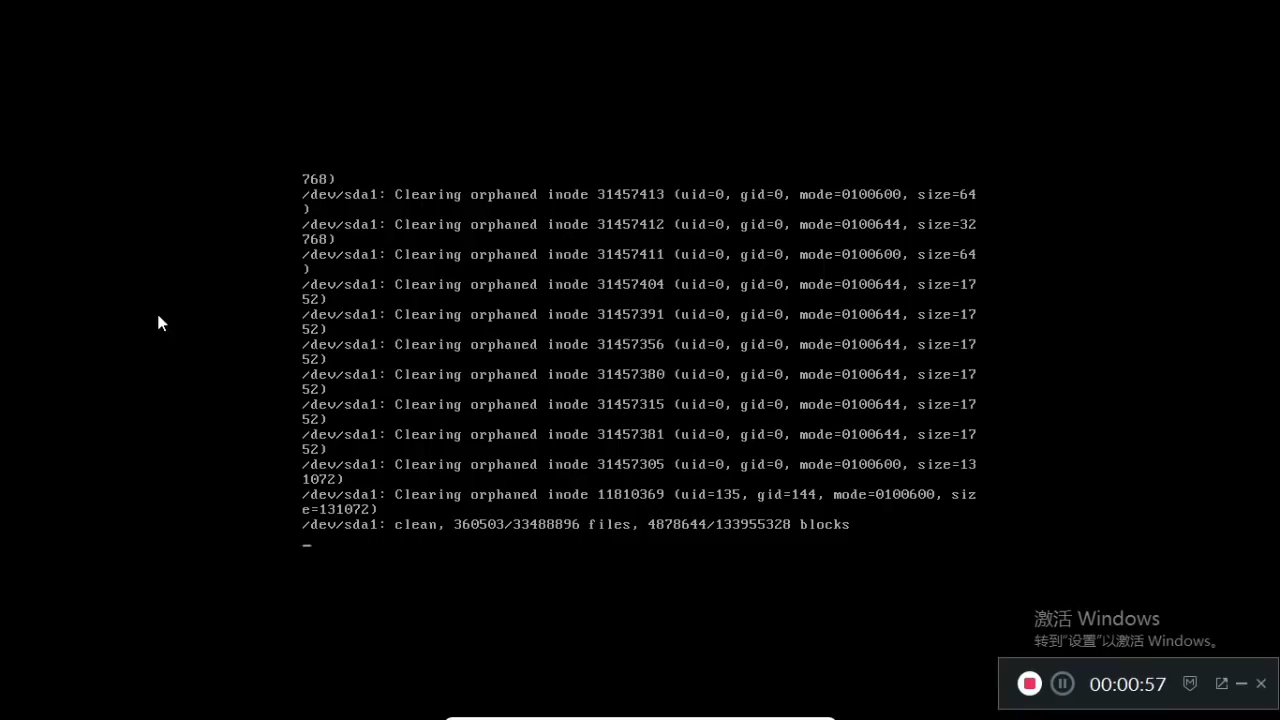 768)
/dev/sda1: Clearing orphaned inode 31457413 (uid=0, gid=0, mode=0100600, size=64
)
/dev/sda1: Clearing orphaned inode 31457412 (uid=0, gid=0, mode=0100644, size=32
768)
/dev/sda1: Clearing orphaned inode 31457411 (uid=0, gid=0, mode=0100600, size=64
)
/dev/sda1: Clearing orphaned inode 31457404 (uid=0, gid=0, mode=0100644, size=17
52)
/dev/sda1: Clearing orphaned inode 31457391 (uid=0, gid=0, mode=0100644, size=17
52)
/dev/sda1: Clearing orphaned inode 31457356 (uid=0, gid=0, mode=0100644, size=17
52)
/dev/sda1: Clearing orphaned inode 31457380 (uid=0, gid=0, mode=0100644, size=17
52)
/dev/sda1: Clearing orphaned inode 31457315 (uid=0, gid=0, mode=0100644, size=17
52)
/dev/sda1: Clearing orphaned inode 31457381 (uid=0, gid=0, mode=0100644, size=17
52)
/dev/sda1: Clearing orphaned inode 31457305 (uid=0, gid=0, mode=0100600, size=13
1072)
/dev/sda1: Clearing orphaned inode 11810369 (uid=135, gid=144, mode=0100600, siz
e=131072)
/dev/sda1: clean, 360503/33488896 files, 4878644/133955328 blocks
_
激活 Windows
转到“设置”以激活 Windows。
00:00:57